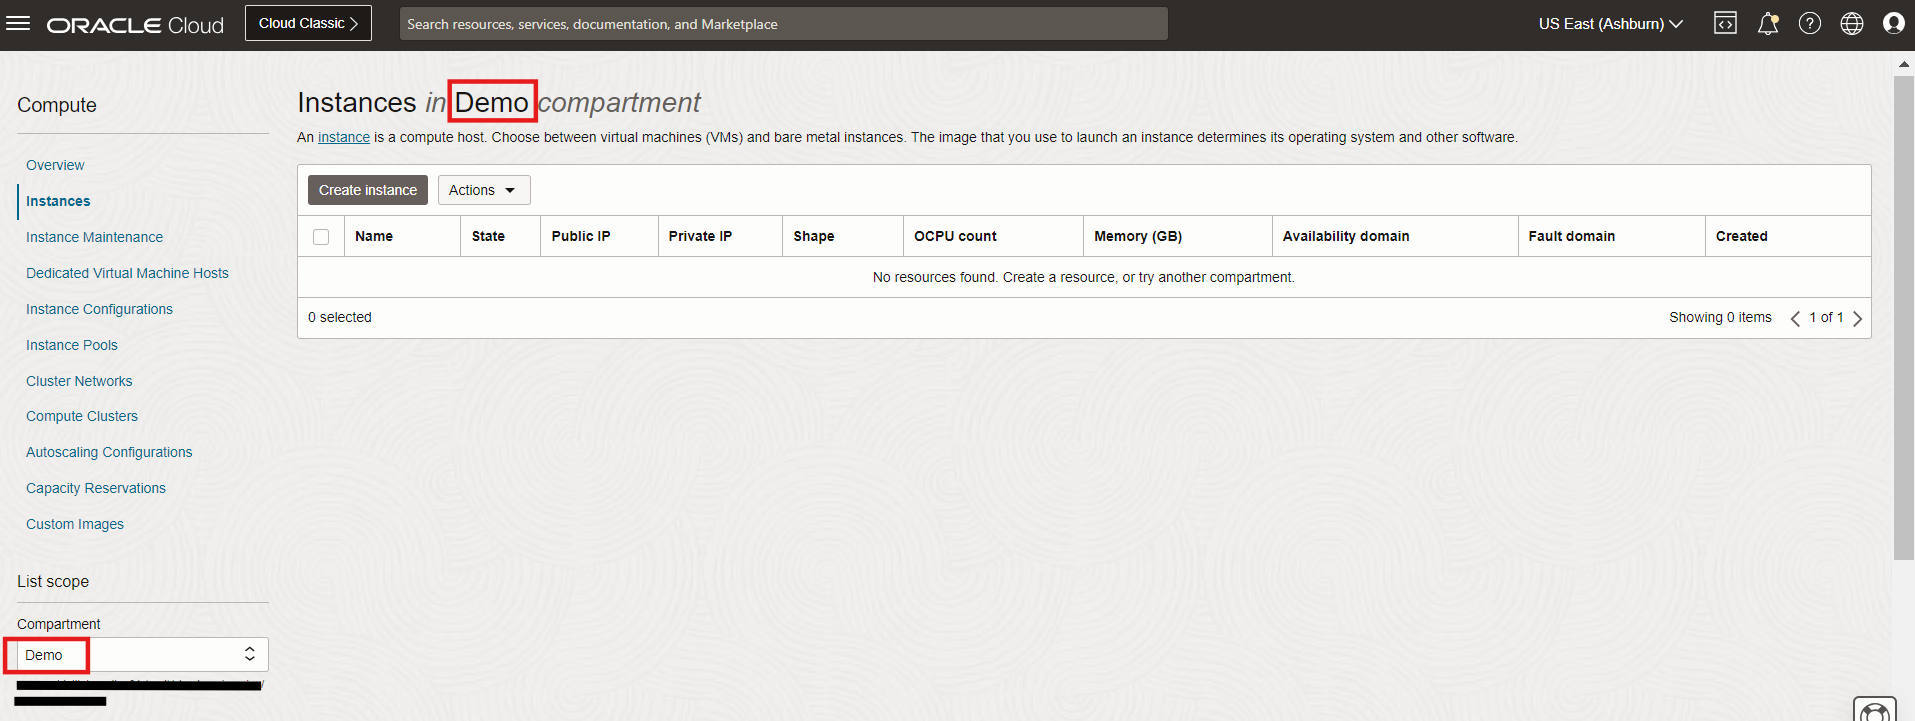 ORACLE Cloud
Cloud Classic
Search resources, services, documentation, and Marketplace
US East (Ashburn)
Compute
Overview
Instances
Instance Maintenance
Dedicated Virtual Machine Hosts
Instance Configurations
Instance Pools
Cluster Networks
Compute Clusters
Autoscaling Configurations
Capacity Reservations
Custom Images
List scope
Compartment
Demo
Instances in Demo compartment
An instance is a compute host. Choose between virtual machines (VMs) and bare metal instances. The image that you use to launch an instance determines its operating system and other software.
Create instance Actions
Name State Public IP Private IP Shape OCPU count Memory (GB) Availability domain Fault domain Created
No resources found. Create a resource, or try another compartment.
0 selected Showing 0 items 1 of 1